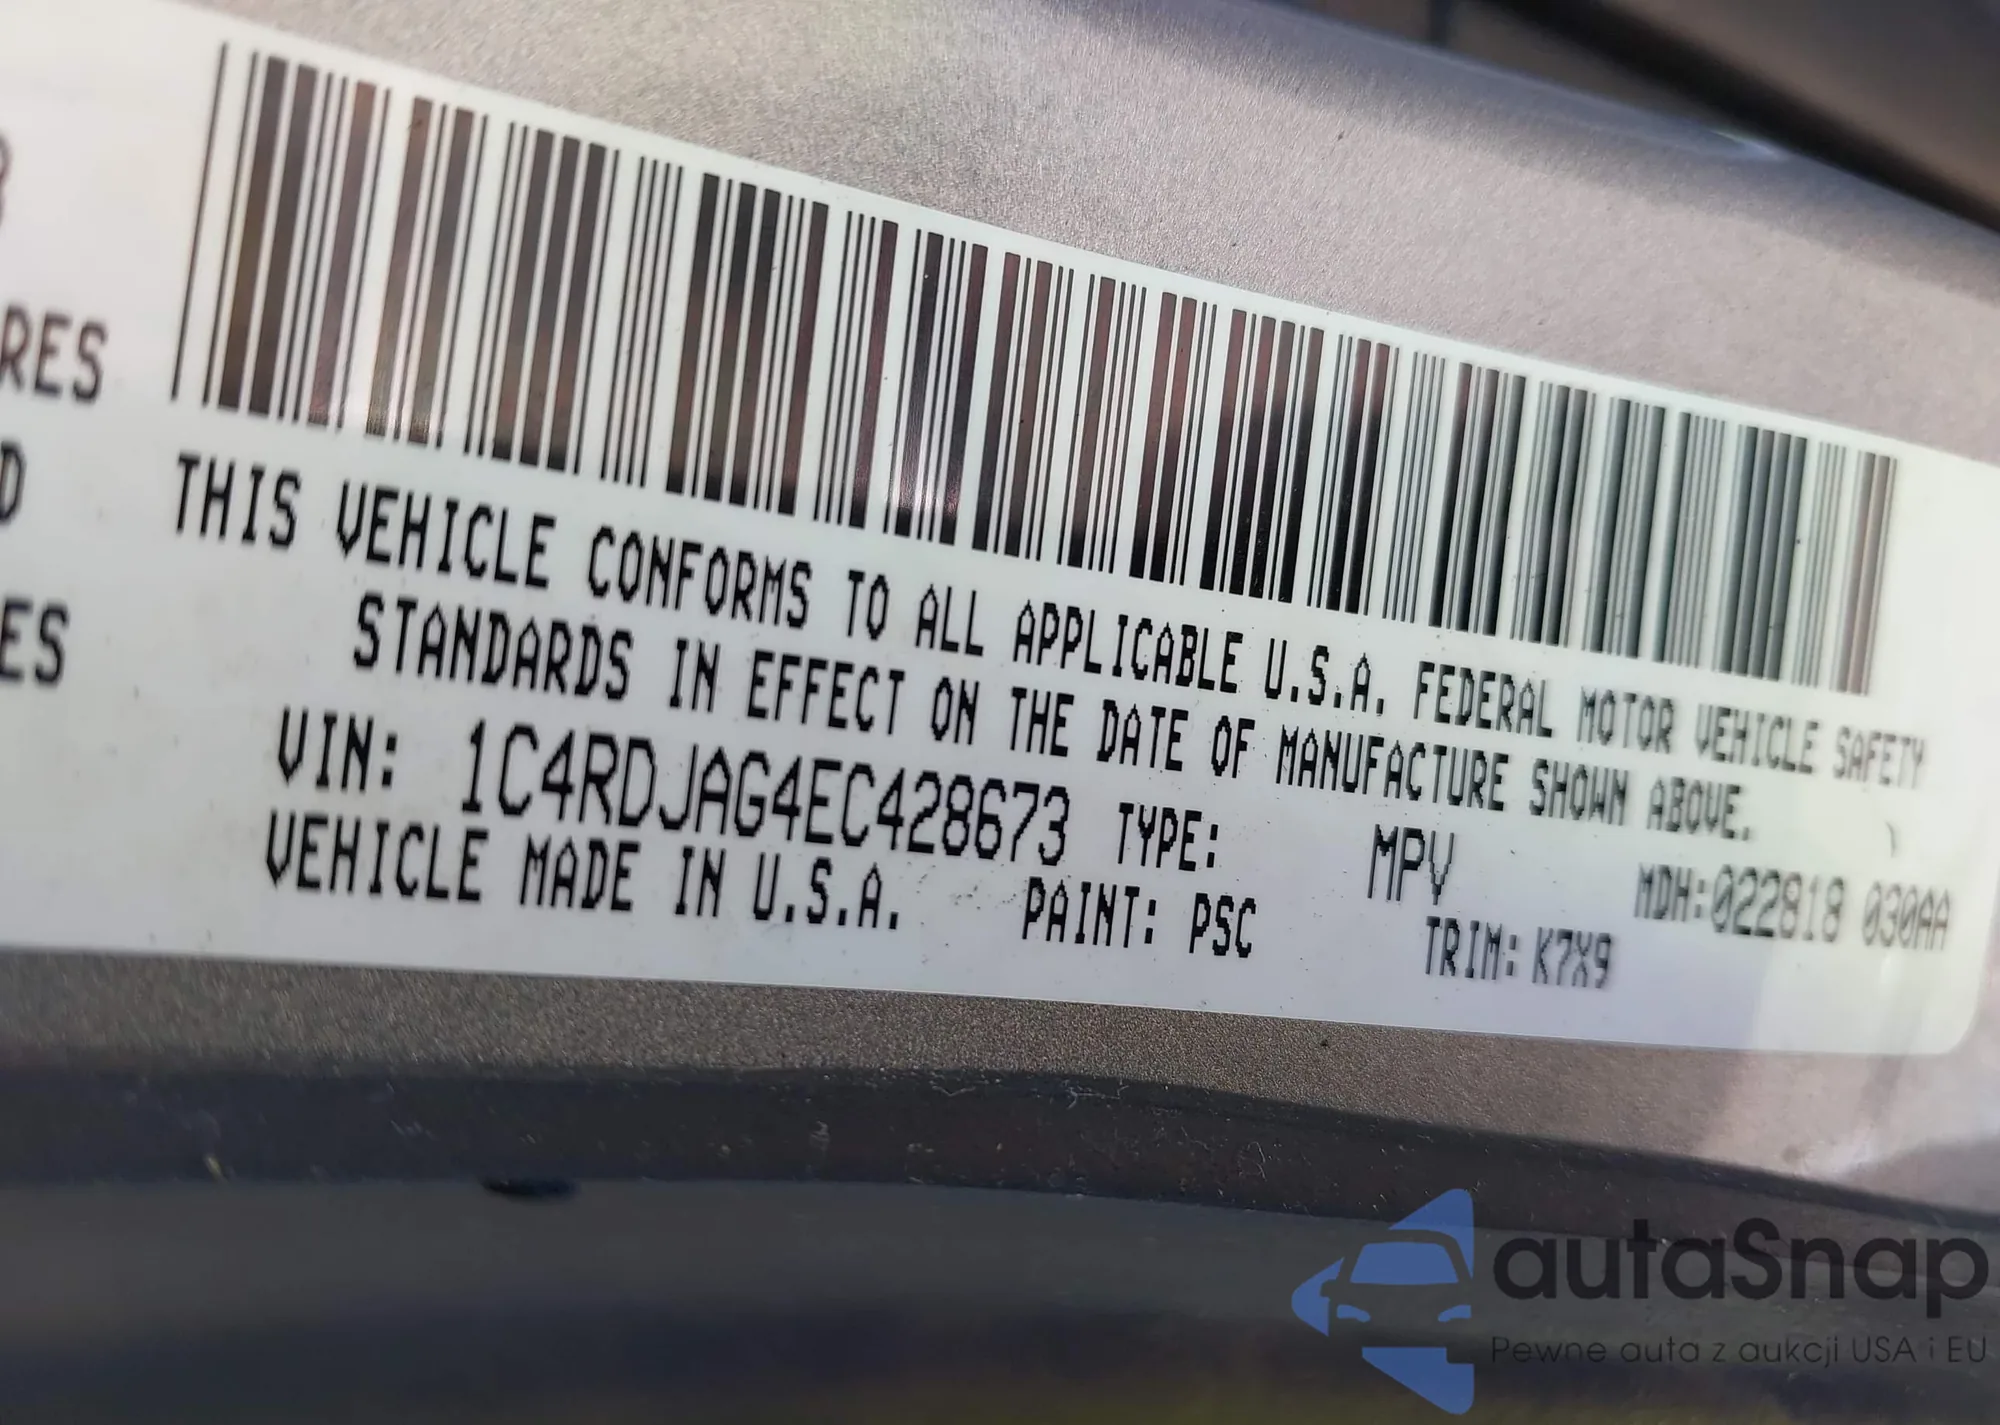 RES
D
ES
THIS VEHICLE CONFORMS TO ALL APPLICABLE U.S.A. FEDERAL MOTOR VEHICLE SAFETY
STANDARDS IN EFFECT ON THE DATE OF MANUFACTURE SHOWN ABOVE.
VIN: 1C4RDJAG4EC428673 TYPE: MPV MDH:022818 030AA
VEHICLE MADE IN U.S.A. PAINT: PSC TRIM: K7X9
autaSnap
Pewne auta z aukcji USA i EU